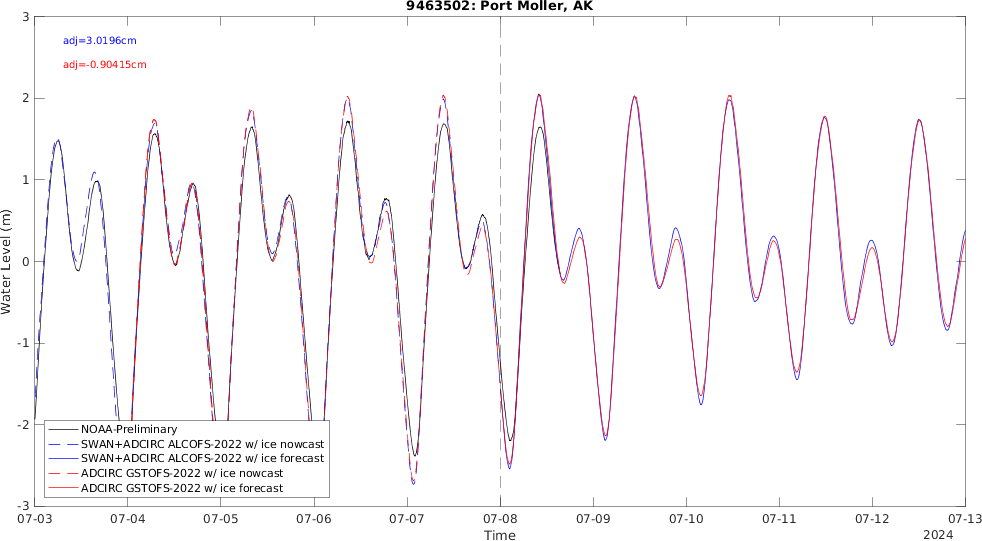 9463502: Port Moller, AK
adj=3.0196cm
adj=-0.90415cm
Water Level (m)
3
2
1
0
-1
-2
-3
NOAA-Preliminary
SWAN+ADCIRC ALCOFS-2022 w/ ice nowcast
SWAN+ADCIRC ALCOFS-2022 w/ ice forecast
ADCIRC GSTOFS-2022 w/ ice nowcast
ADCIRC GSTOFS-2022 w/ ice forecast
07-03 07-04 07-05 07-06 07-07 07-08 07-09 07-10 07-11 07-12 07-13
Time
2024